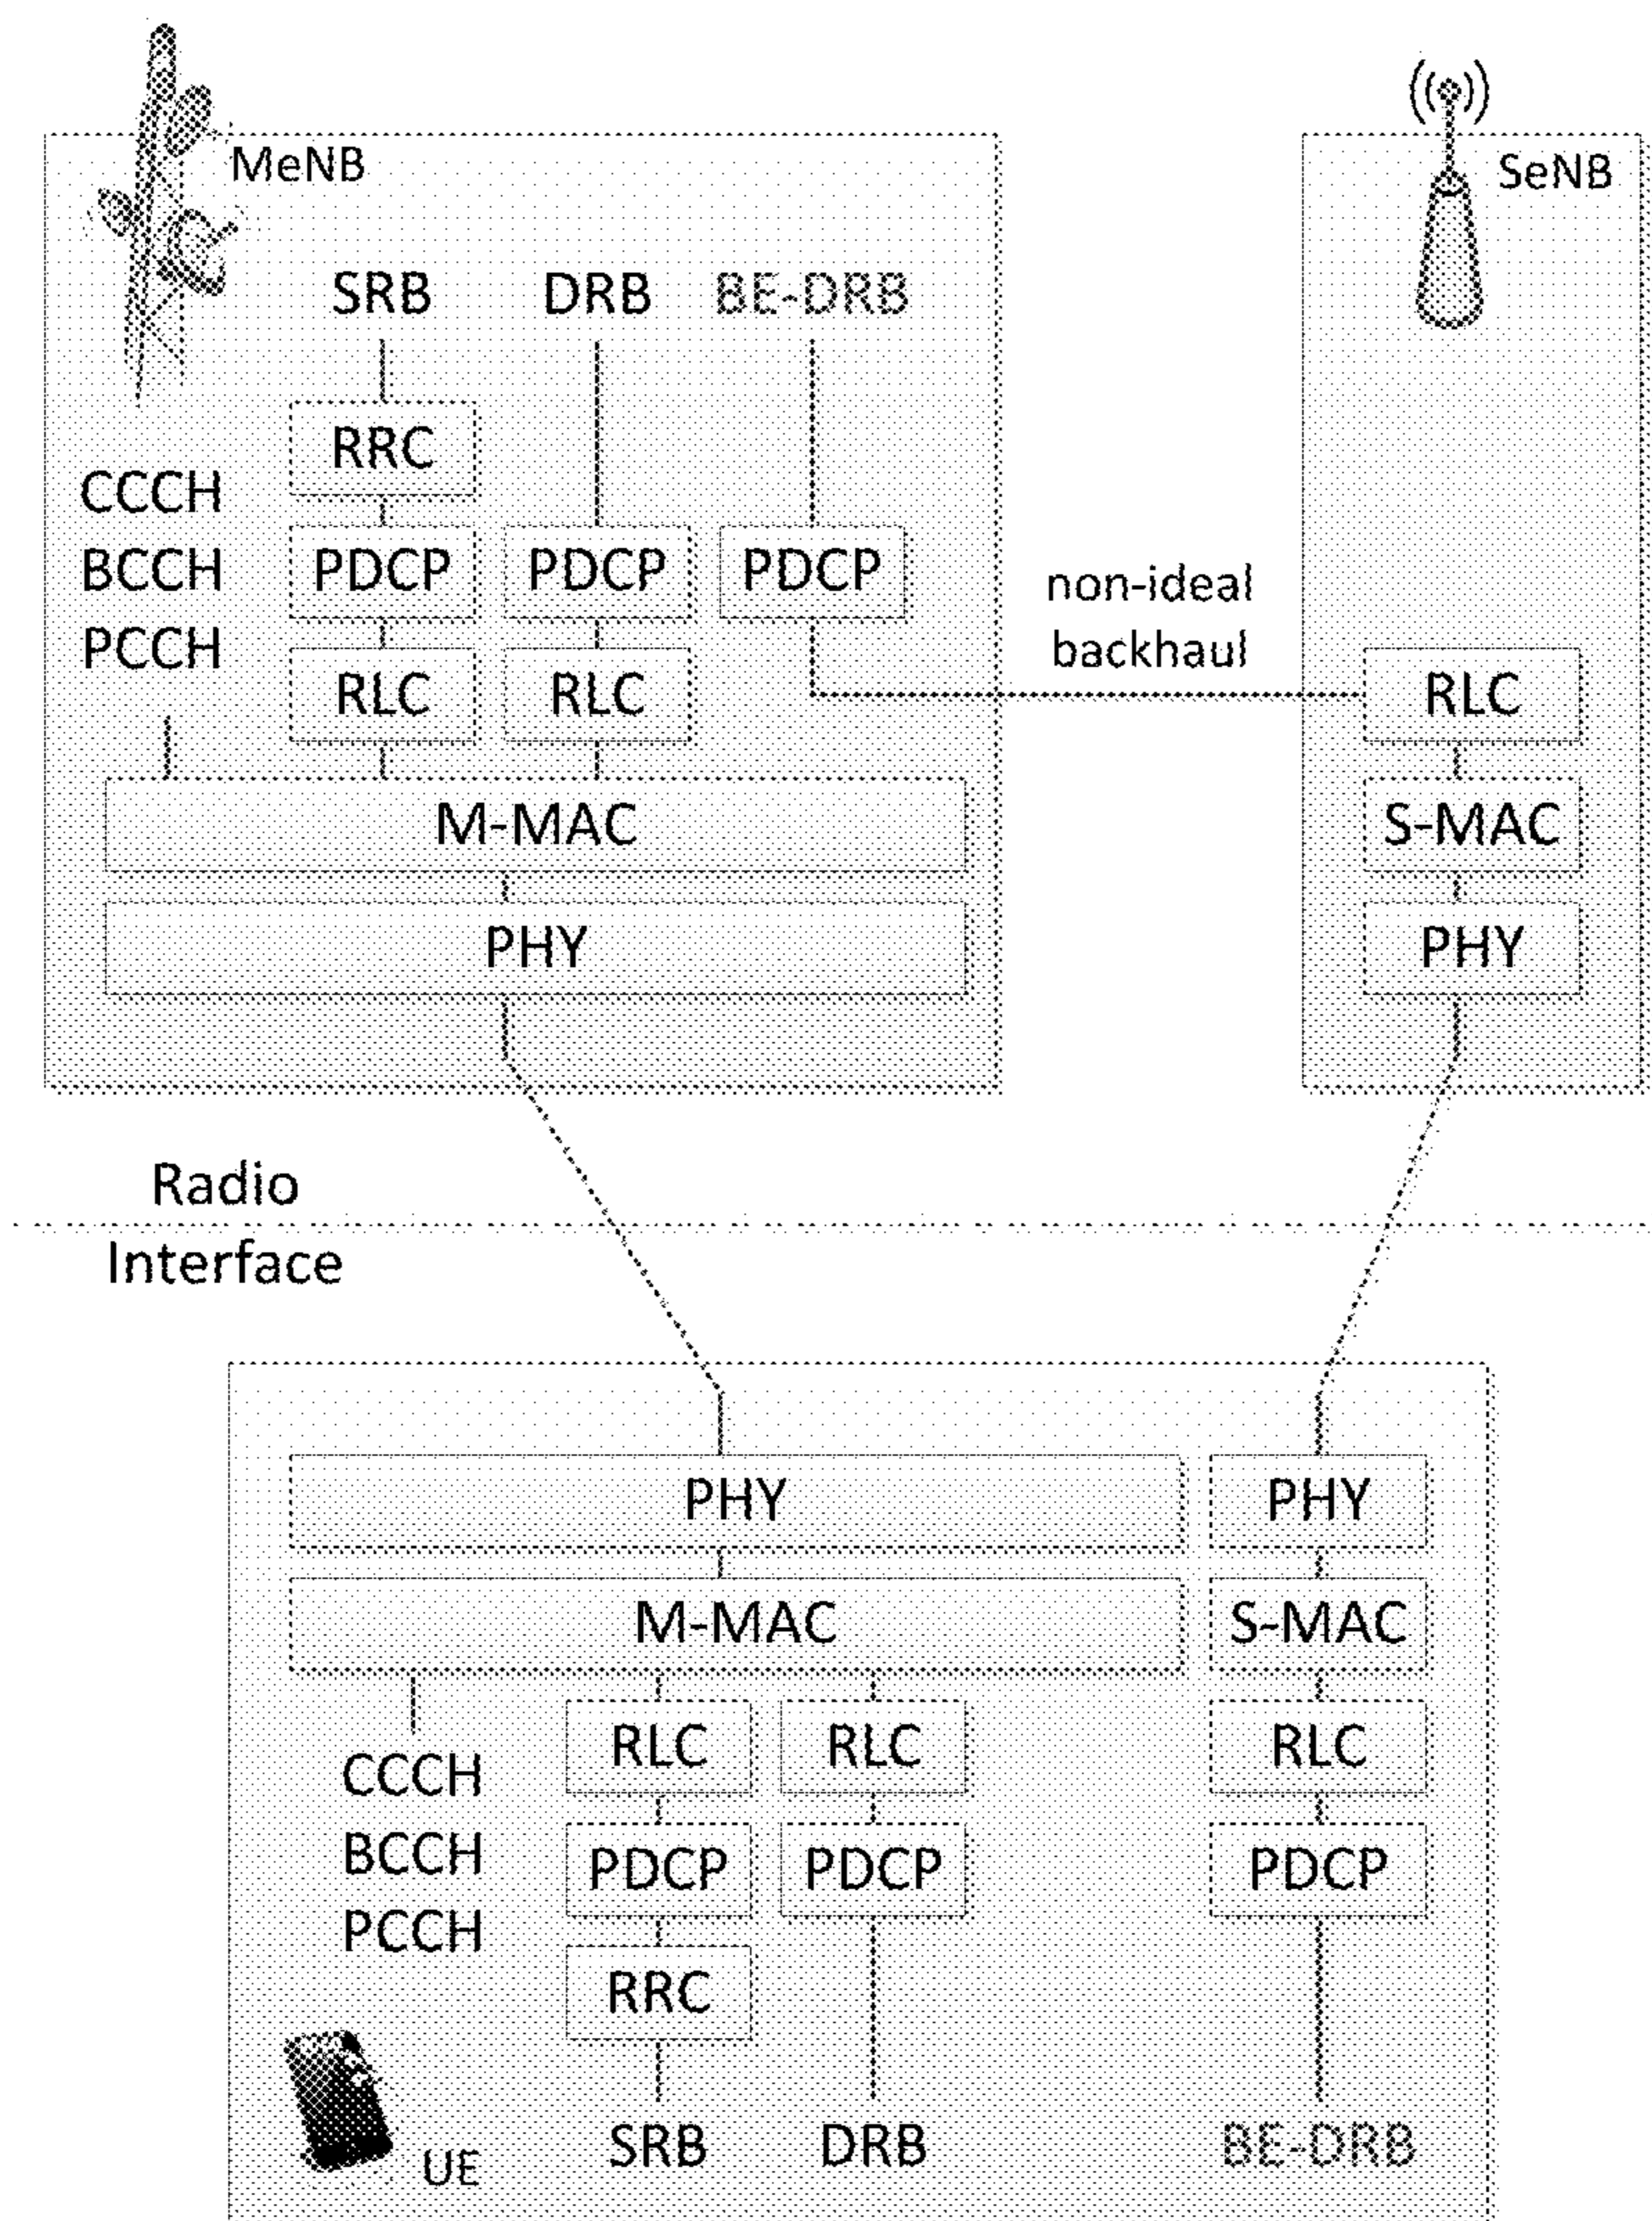 MeNB
SeNB
SRB DRB BE-DRB
RRC
CCCH
BCCH
PCCH
PDCP PDCP PDCP
non-ideal
backhaul
RLC RLC RLC
M-MAC S-MAC
PHY PHY
Radio
Interface
PHY PHY
M-MAC S-MAC
RLC RLC RLC
CCCH
BCCH
PCCH
PDCP PDCP PDCP
RRC
UE
SRB DRB BE-DRB